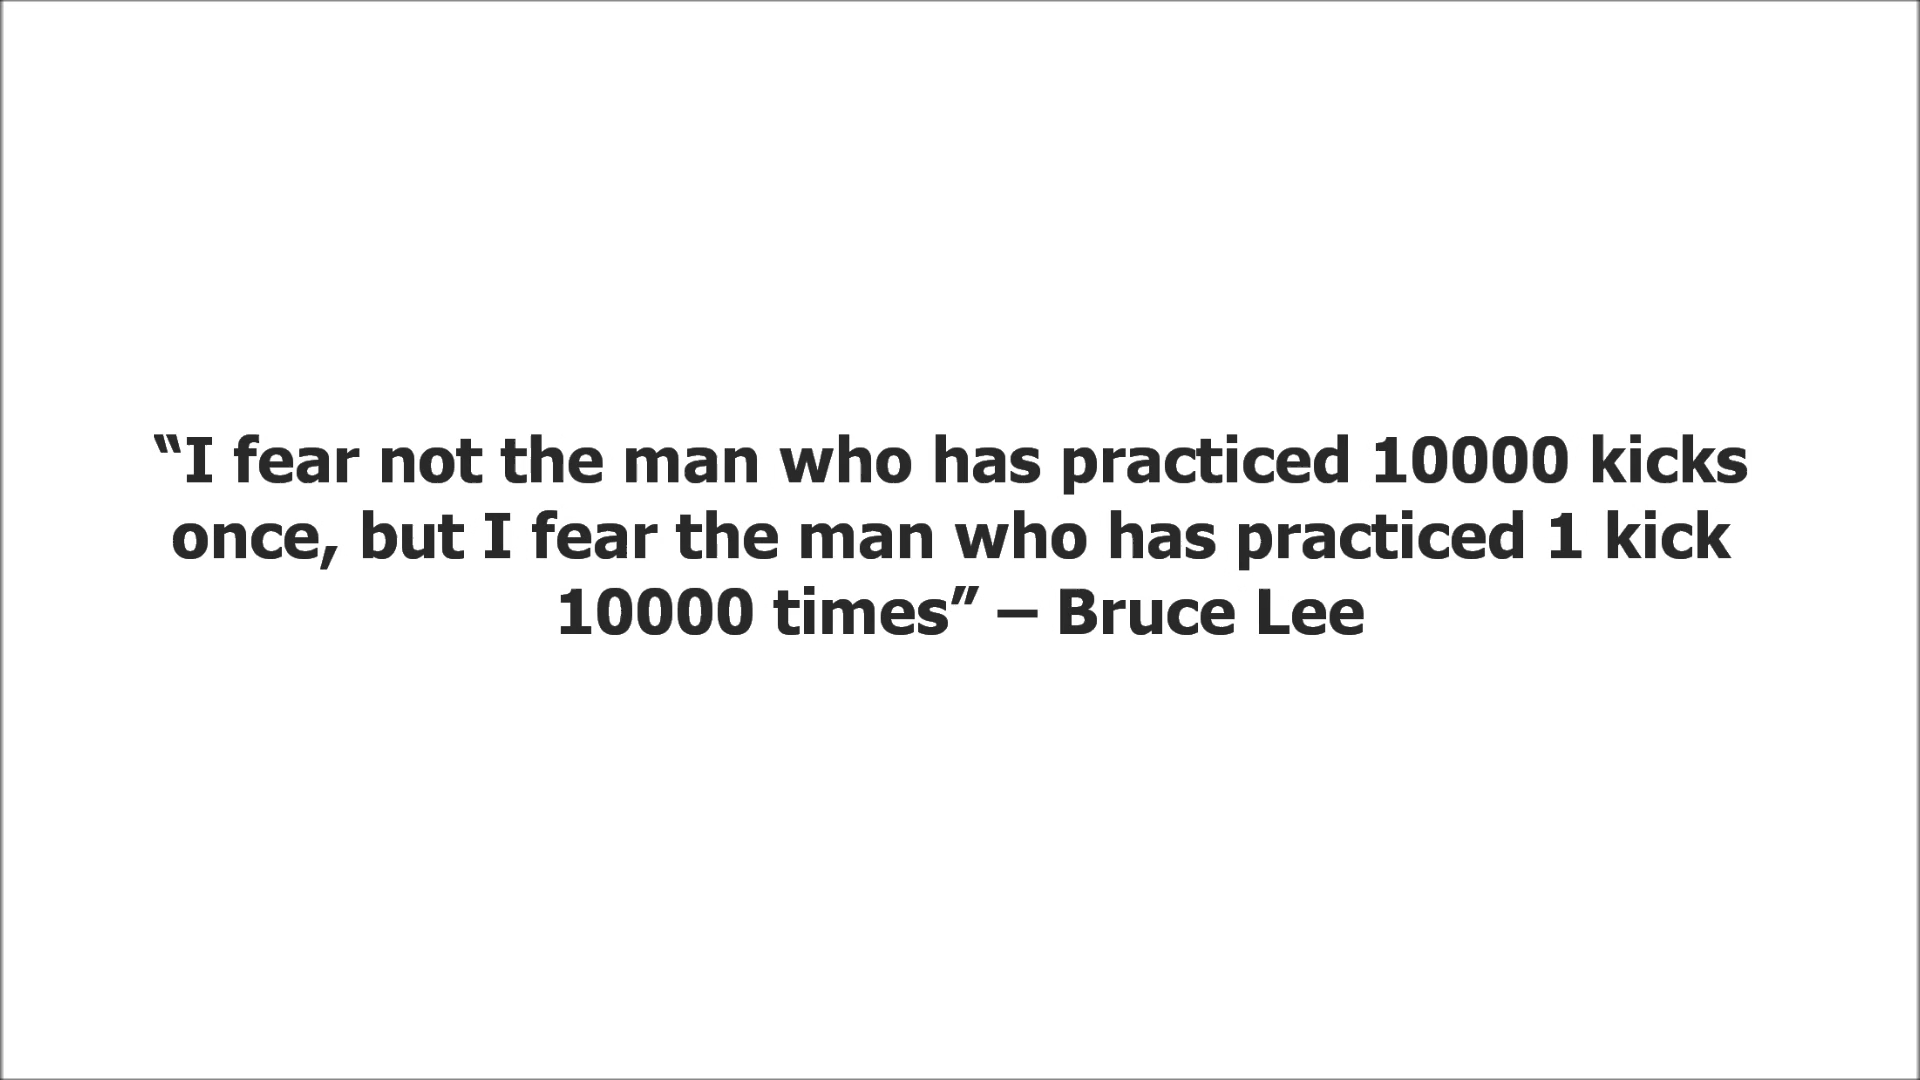 “I fear not the man who has practiced 10000 kicks
once, but I fear the man who has practiced 1 kick
10000 times” – Bruce Lee